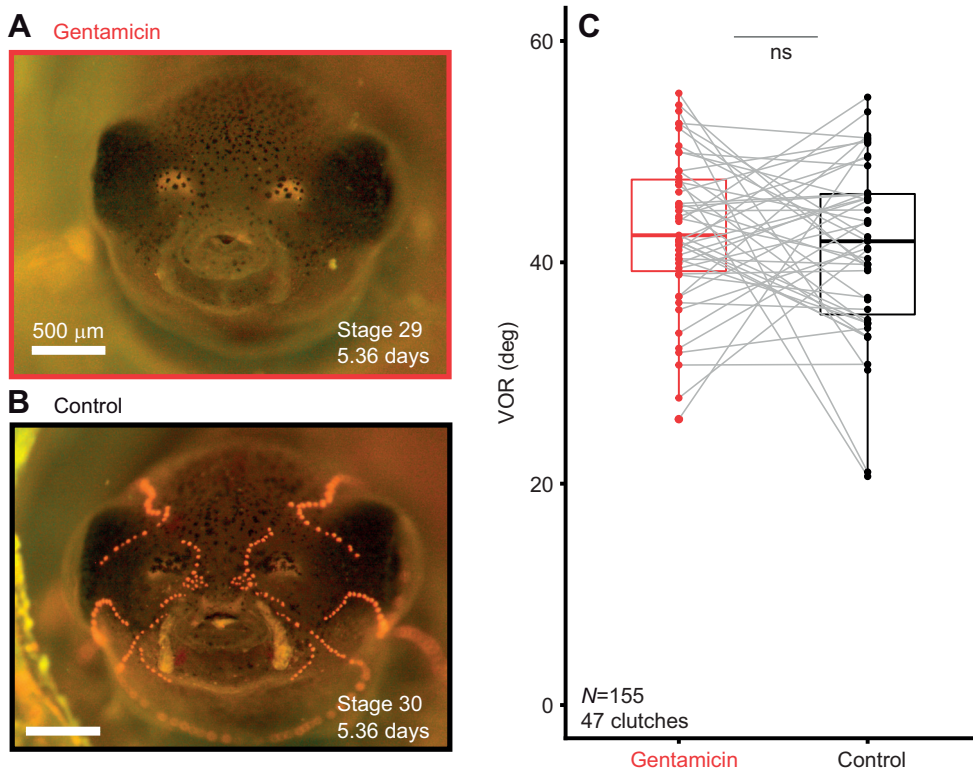 A Gentamicin
500 µm
Stage 29
5.36 days
B Control
Stage 30
5.36 days
C
ns
VOR (deg)
60
40
20
0
N=155
47 clutches
Gentamicin Control